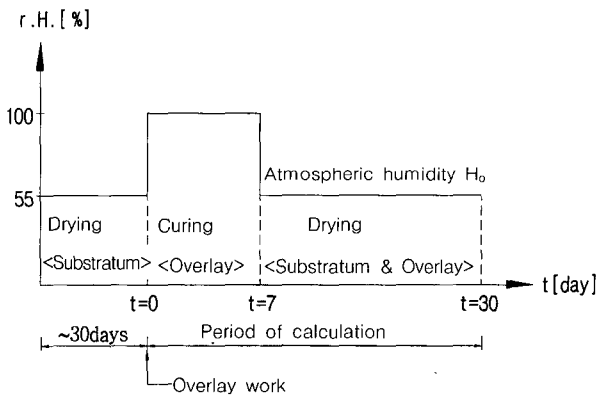 r.H.[%]
100
Atmospheric humidity Ho
55
Drying
Curing
Drying
<Substratum>
<Overlay>
<Substratum & Overlay>
t[day]
t=0
t=7
t=30
~30days
Period of calculation
Overlay work